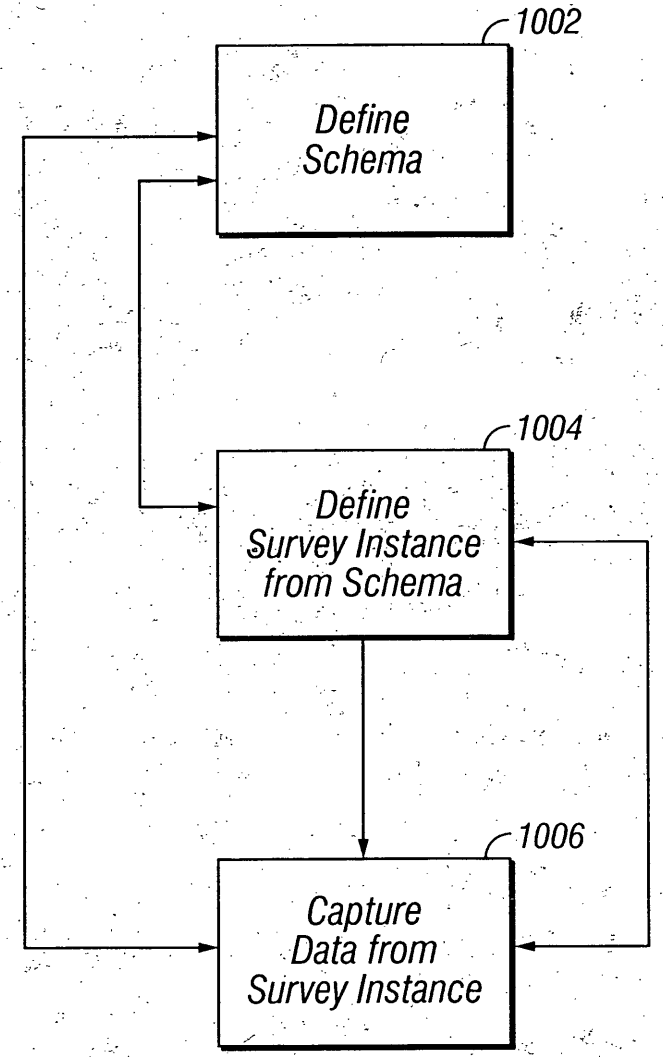 1002
Define
Schema
1004
Define
Survey Instance
from Schema
1006
Capture
Data from
Survey Instance